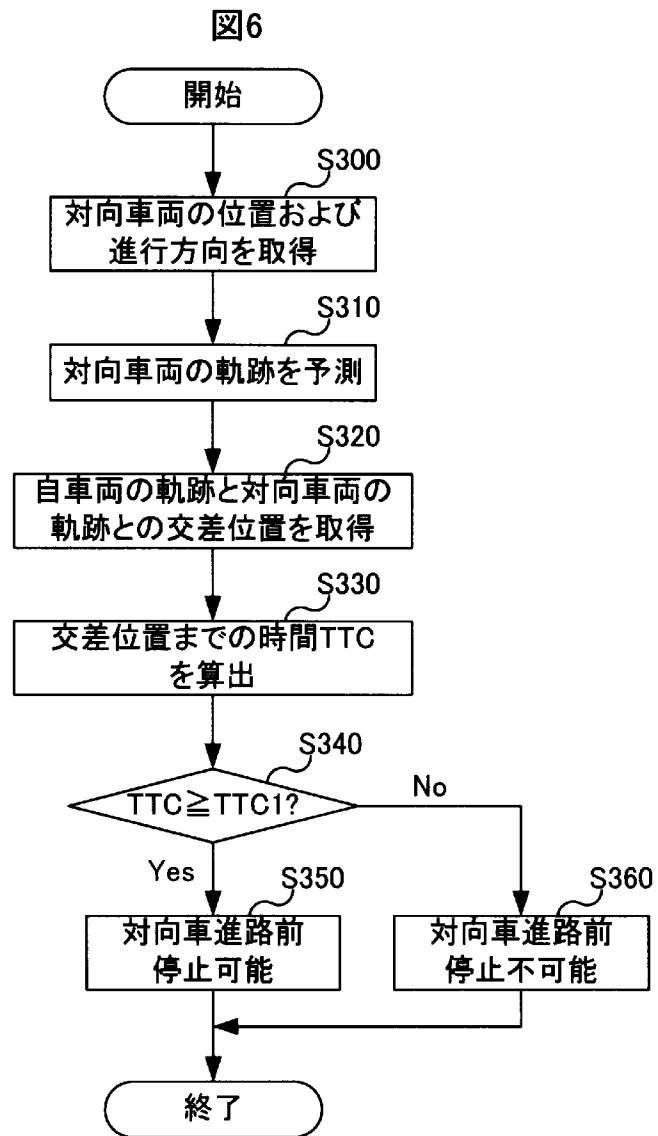 図6
開始
S300
対向車両の位置および
進行方向を取得
S310
対向車両の軌跡を予測
S320
自車両の軌跡と対向車両の
軌跡との交差位置を取得
S330
交差位置までの時間TTC
を算出
S340
TTC≧TTC1?
No
Yes
S350
対向車進路前
停止可能
S360
対向車進路前
停止不可能
終了